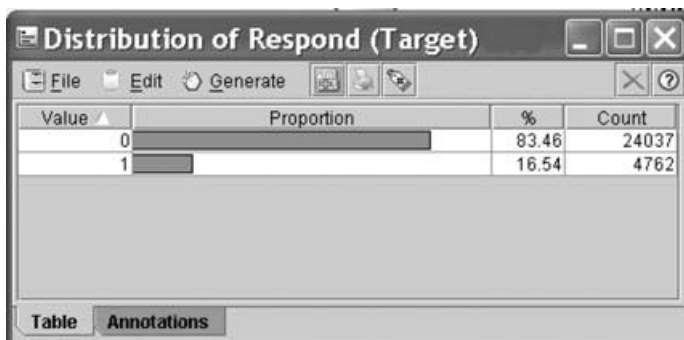 Distribution of Respond (Target)
File Edit Generate
Value Proportion % Count
0 83.46 24037
1 16.54 4762
Table Annotations